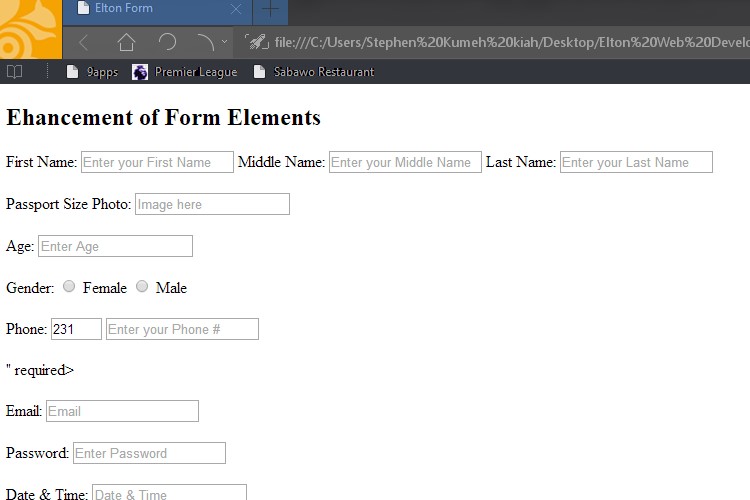 Elton Form
file:///C:/Users/Stephen%20Kumeh%20kiah/Desktop/Elton%20Web%20Develo
9apps Premier League Sabawo Restaurant
Ehancement of Form Elements
First Name: Enter your First Name Middle Name: Enter your Middle Name Last Name: Enter your Last Name
Passport Size Photo: Image here
Age: Enter Age
Gender: Female Male
Phone: 231 Enter your Phone #
" required>
Email: Email
Password: Enter Password
Date & Time: Date & Time